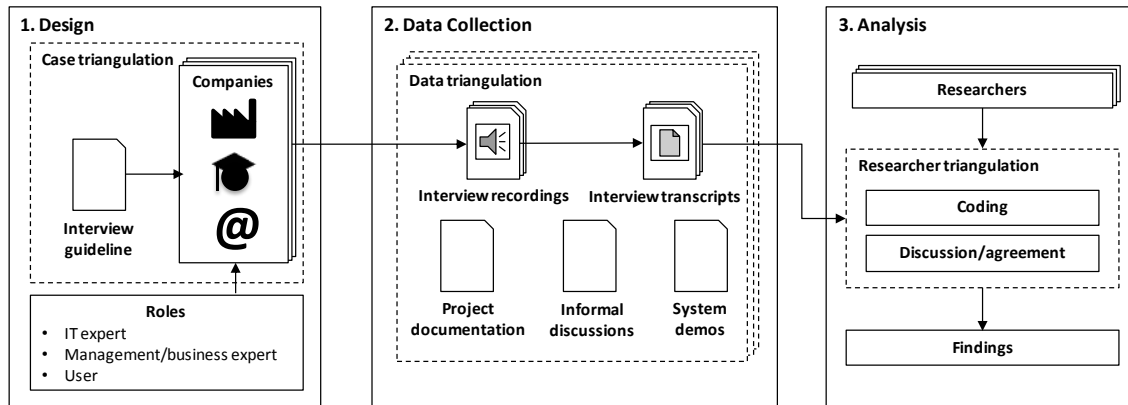 1. Design
Case triangulation
Companies
@
Interview
guideline
Roles
• IT expert
• Management/business expert
• User
2. Data Collection
Data triangulation
Interview recordings
Interview transcripts
Project
documentation
Informal
discussions
System
demos
3. Analysis
Researchers
Researcher triangulation
Coding
Discussion/agreement
Findings